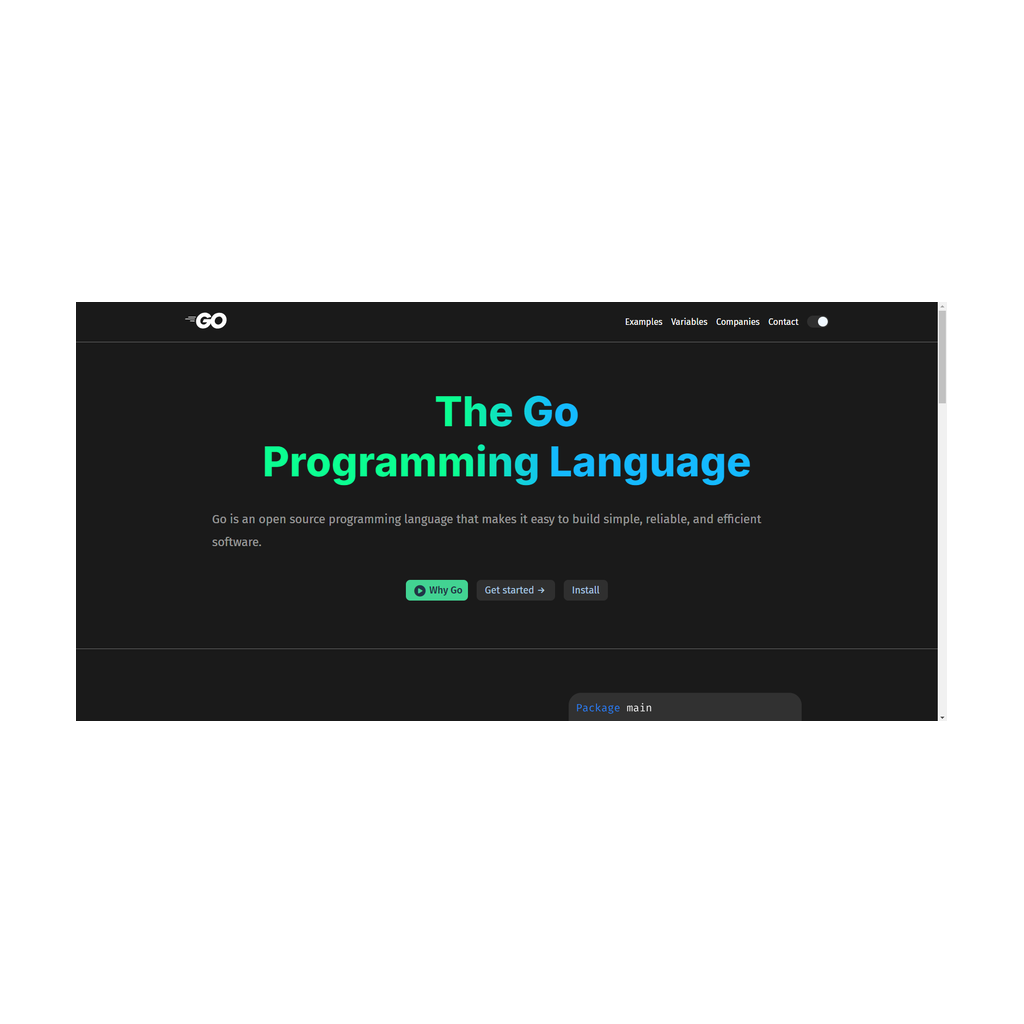 GO
Examples Variables Companies Contact
The Go
Programming Language
Go is an open source programming language that makes it easy to build simple, reliable, and efficient
software.
Why Go Get started → Install
Package main